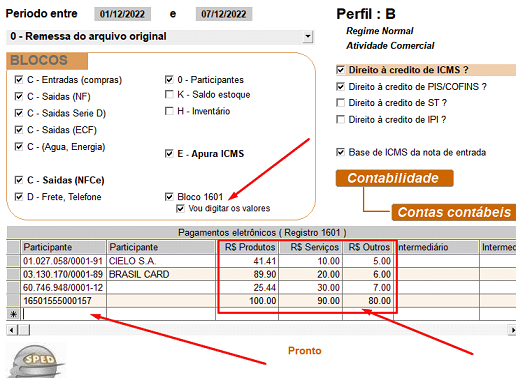 Periodo entre 01/12/2022 e 07/12/2022
0 - Remessa do arquivo original
Perfil : B
Regime Normal
Atividade Comercial
BLOCOS
C - Entradas (compras)
C - Saidas (NF)
C - Saidas Serie D)
C - Saidas (ECF)
C - (Agua, Energia)
C - Saídas (NFCe)
D - Frete, Telefone
0 - Participantes
K - Saldo estoque
H - Inventário
E - Apura ICMS
Bloco 1601
Vou digitar os valores
Direito à credito de ICMS ?
Direito à credito de PIS/COFINS ?
Direito à credito de ST ?
Direito à credito de IPI ?
Base de ICMS da nota de entrada
Contabilidade
Contas contábeis
Pagamentos eletrônicos ( Registro 1601 )
Participante Participante R$ Produtos R$ Serviços R$ Outros Intermediário Intermed
01.027.058/0001-91 CIELO S.A. 41.41 10.00 5.00
03.130.170/0001-89 BRASIL CARD 89.90 20.00 6.00
60.746.948/0001-12 25.44 30.00 7.00
16501555000157 100.00 90.00 80.00
SPED
Pronto